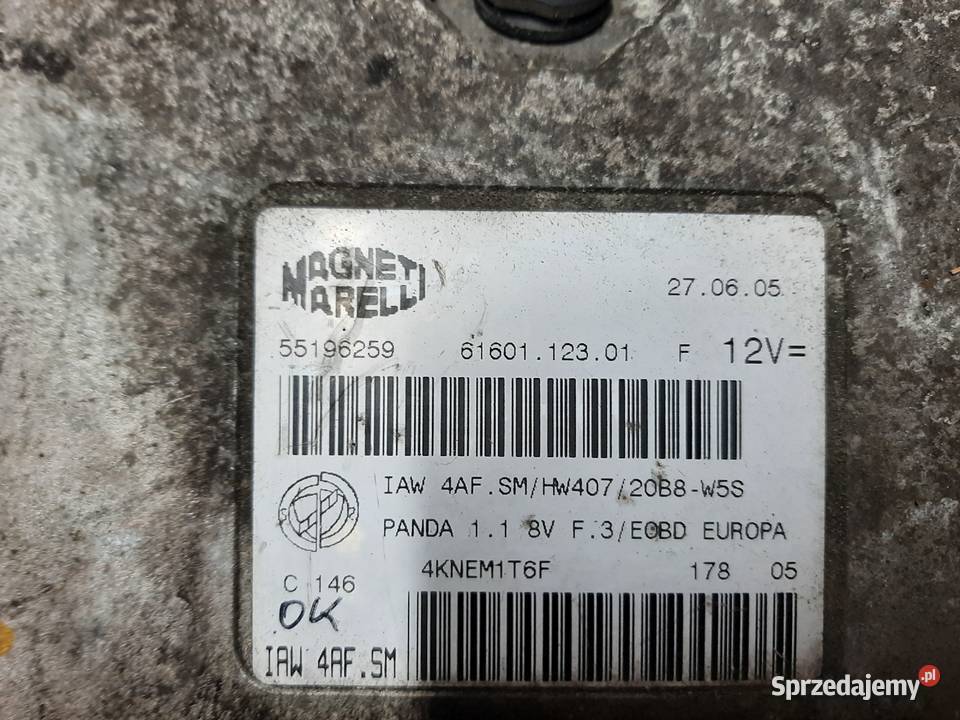 MAGNETI
MARELLI
27.06.05
55196259 61601.123.01 F 12V=
IAW 4AF.SM/HW407/20B8-W5S
PANDA 1.1 8V F.3/EOBD EUROPA
4KNEM1T6F 178 05
C 146
OK
IAW 4AF.SM
Sprzedajemy.pl